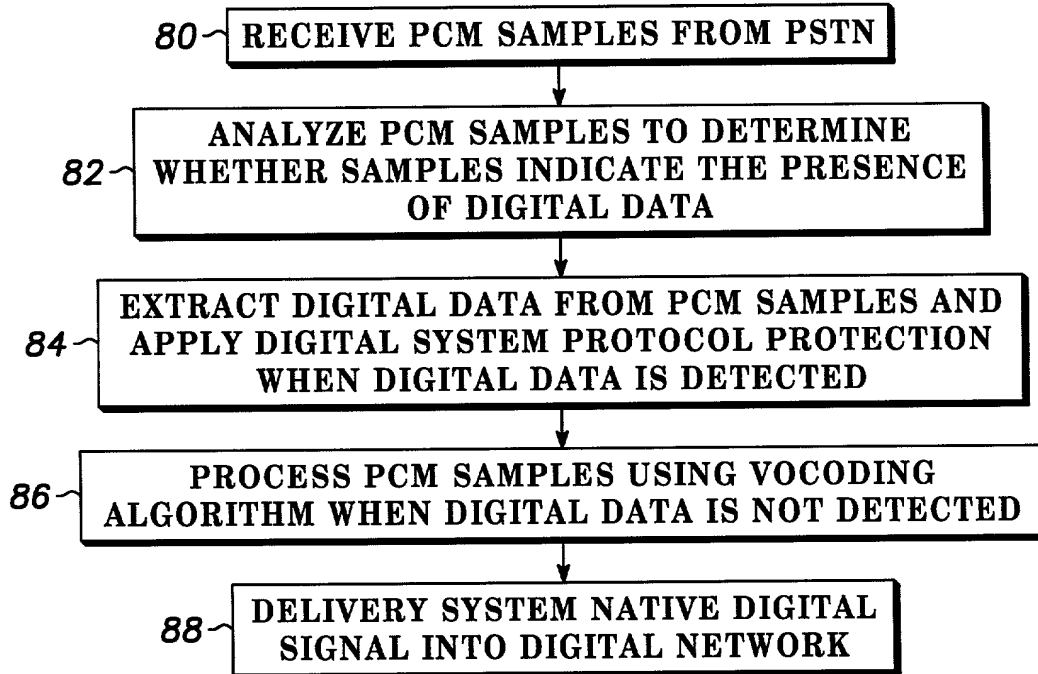 80 RECEIVE PCM SAMPLES FROM PSTN
ANALYZE PCM SAMPLES TO DETERMINE
82 WHETHER SAMPLES INDICATE THE PRESENCE
OF DIGITAL DATA
EXTRACT DIGITAL DATA FROM PCM SAMPLES AND
84 APPLY DIGITAL SYSTEM PROTOCOL PROTECTION
WHEN DIGITAL DATA IS DETECTED
86 PROCESS PCM SAMPLES USING VOCODING
ALGORITHM WHEN DIGITAL DATA IS NOT DETECTED
88 DELIVERY SYSTEM NATIVE DIGITAL
SIGNAL INTO DIGITAL NETWORK